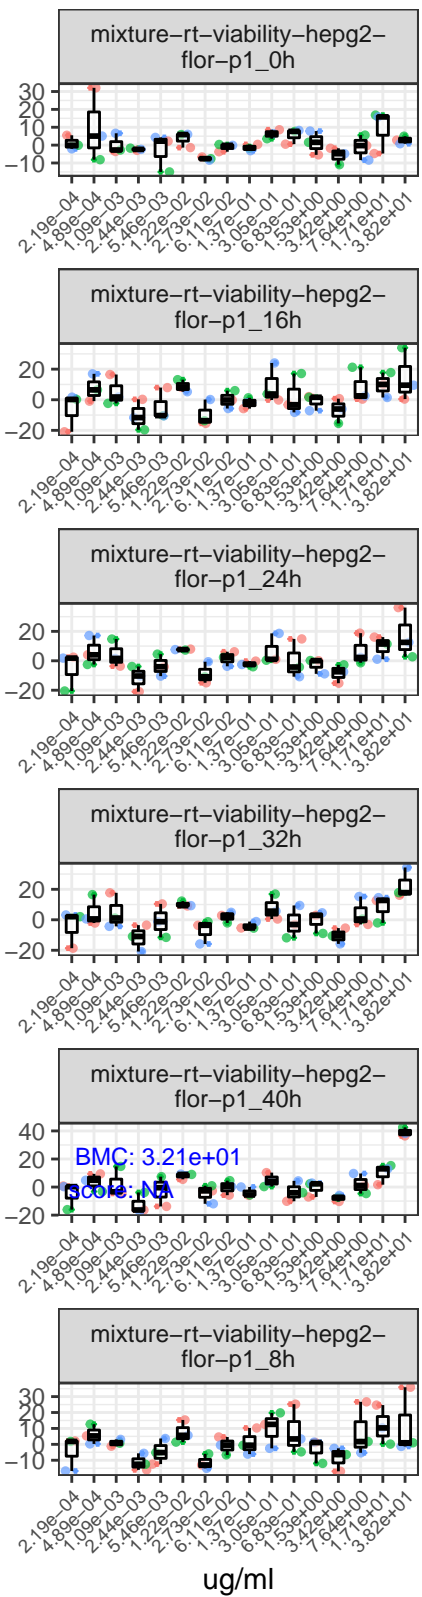 mixture−rt−viability−hepg2−
flor−p1_0h
30
20
10
0
−10
2.19e−04
4.89e−04
1.09e−03
2.44e−03
5.46e−03
1.22e−02
2.73e−02
6.11e−02
1.37e−01
3.05e−01
6.83e−01
1.53e+00
3.42e+00
7.64e+00
1.71e+01
3.82e+01
mixture−rt−viability−hepg2−
flor−p1_16h
20
0
−20
2.19e−04
4.89e−04
1.09e−03
2.44e−03
5.46e−03
1.22e−02
2.73e−02
6.11e−02
1.37e−01
3.05e−01
6.83e−01
1.53e+00
3.42e+00
7.64e+00
1.71e+01
3.82e+01
mixture−rt−viability−hepg2−
flor−p1_24h
20
0
−20
2.19e−04
4.89e−04
1.09e−03
2.44e−03
5.46e−03
1.22e−02
2.73e−02
6.11e−02
1.37e−01
3.05e−01
6.83e−01
1.53e+00
3.42e+00
7.64e+00
1.71e+01
3.82e+01
mixture−rt−viability−hepg2−
flor−p1_32h
20
0
−20
2.19e−04
4.89e−04
1.09e−03
2.44e−03
5.46e−03
1.22e−02
2.73e−02
6.11e−02
1.37e−01
3.05e−01
6.83e−01
1.53e+00
3.42e+00
7.64e+00
1.71e+01
3.82e+01
mixture−rt−viability−hepg2−
flor−p1_40h
40
20
0
−20
BMC: 3.21e+01
score: NA
2.19e−04
4.89e−04
1.09e−03
2.44e−03
5.46e−03
1.22e−02
2.73e−02
6.11e−02
1.37e−01
3.05e−01
6.83e−01
1.53e+00
3.42e+00
7.64e+00
1.71e+01
3.82e+01
mixture−rt−viability−hepg2−
flor−p1_8h
30
20
10
0
−10
2.19e−04
4.89e−04
1.09e−03
2.44e−03
5.46e−03
1.22e−02
2.73e−02
6.11e−02
1.37e−01
3.05e−01
6.83e−01
1.53e+00
3.42e+00
7.64e+00
1.71e+01
3.82e+01
ug/ml